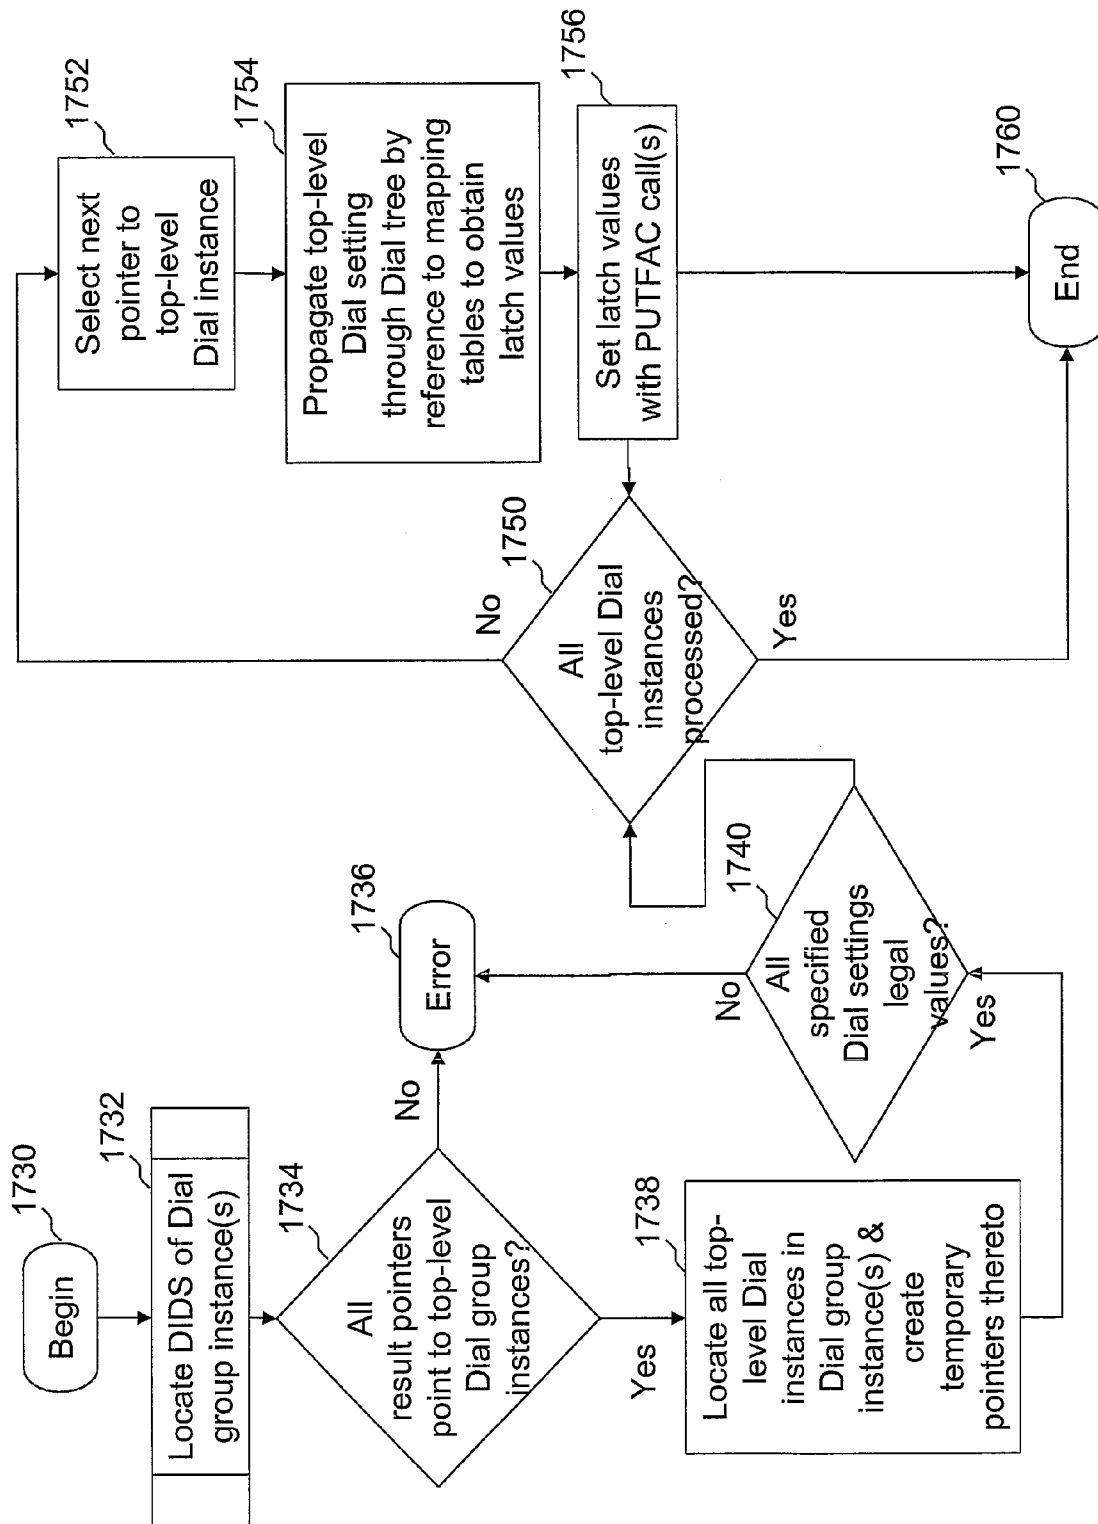 1730
Begin
1732
Locate DIDS of Dial
group instance(s)
1734
All
result pointers
point to top-level
Dial group
instances?
No
Yes
1736
Error
1738
Locate all top-
level Dial
instances in
Dial group
instance(s) &
create
temporary
pointers thereto
1740
All
specified
Dial settings
legal
values?
No
Yes
1750
All
top-level Dial
instances
processed?
No
Yes
1752
Select next
pointer to
top-level
Dial instance
1754
Propagate top-level
Dial setting
through Dial tree by
reference to mapping
tables to obtain
latch values
1756
Set latch values
with PUTFAC call(s)
1760
End